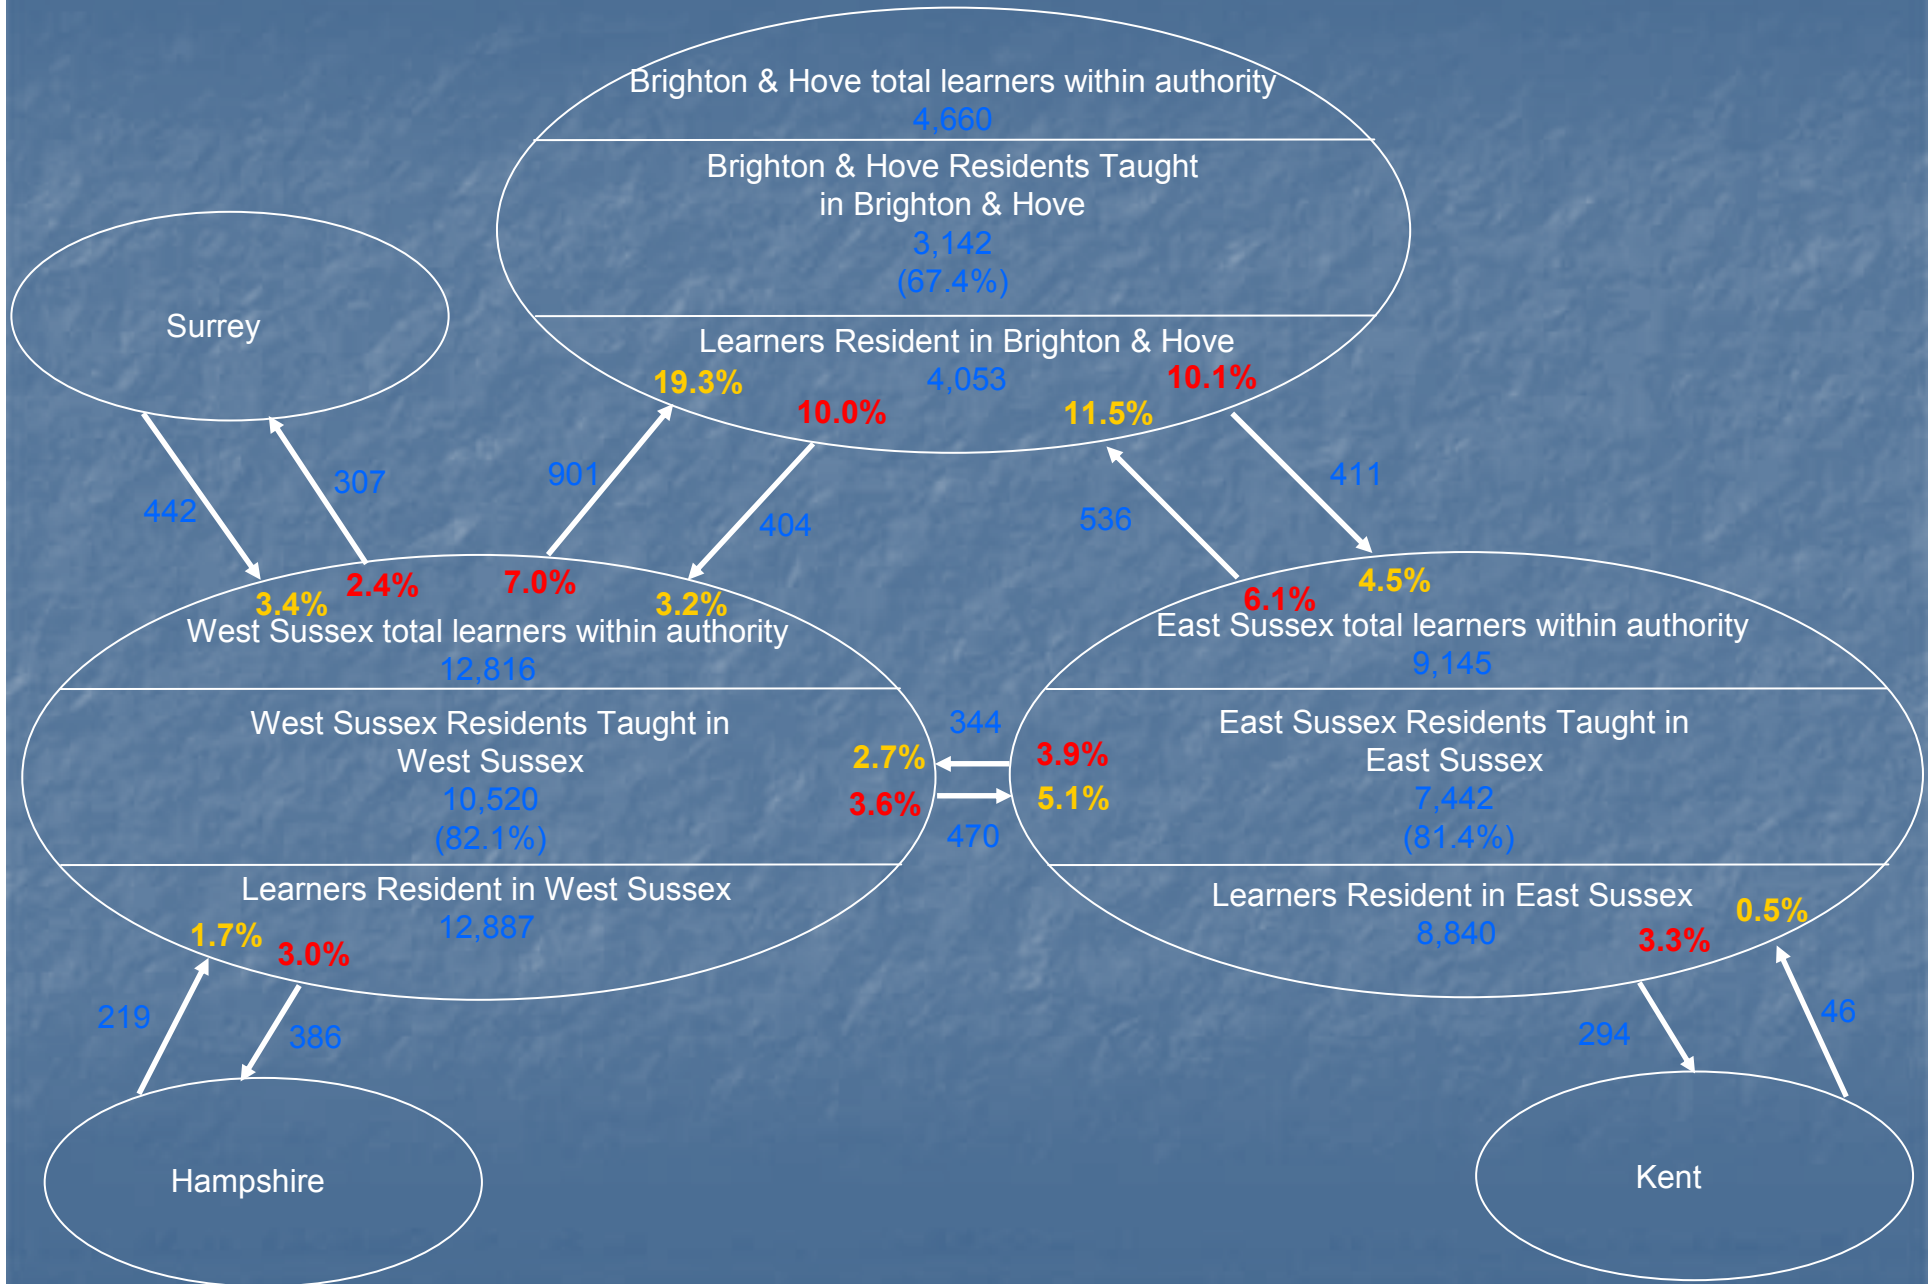 Brighton & Hove total learners within authority
4,660
Brighton & Hove Residents Taught
in Brighton & Hove
3,142
(67.4%)
Learners Resident in Brighton & Hove
4,053
19.3%
10.0%
11.5%
10.1%
Surrey
442
307
901
404
536
411
3.4%
2.4%
7.0%
3.2%
West Sussex total learners within authority
12,816
West Sussex Residents Taught in
West Sussex
10,520
(82.1%)
Learners Resident in West Sussex
12,887
1.7%
3.0%
2.7%
3.6%
344
470
3.9%
5.1%
6.1%
4.5%
East Sussex total learners within authority
9,145
East Sussex Residents Taught in
East Sussex
7,442
(81.4%)
Learners Resident in East Sussex
8,840
3.3%
0.5%
219
386
294
46
Hampshire
Kent